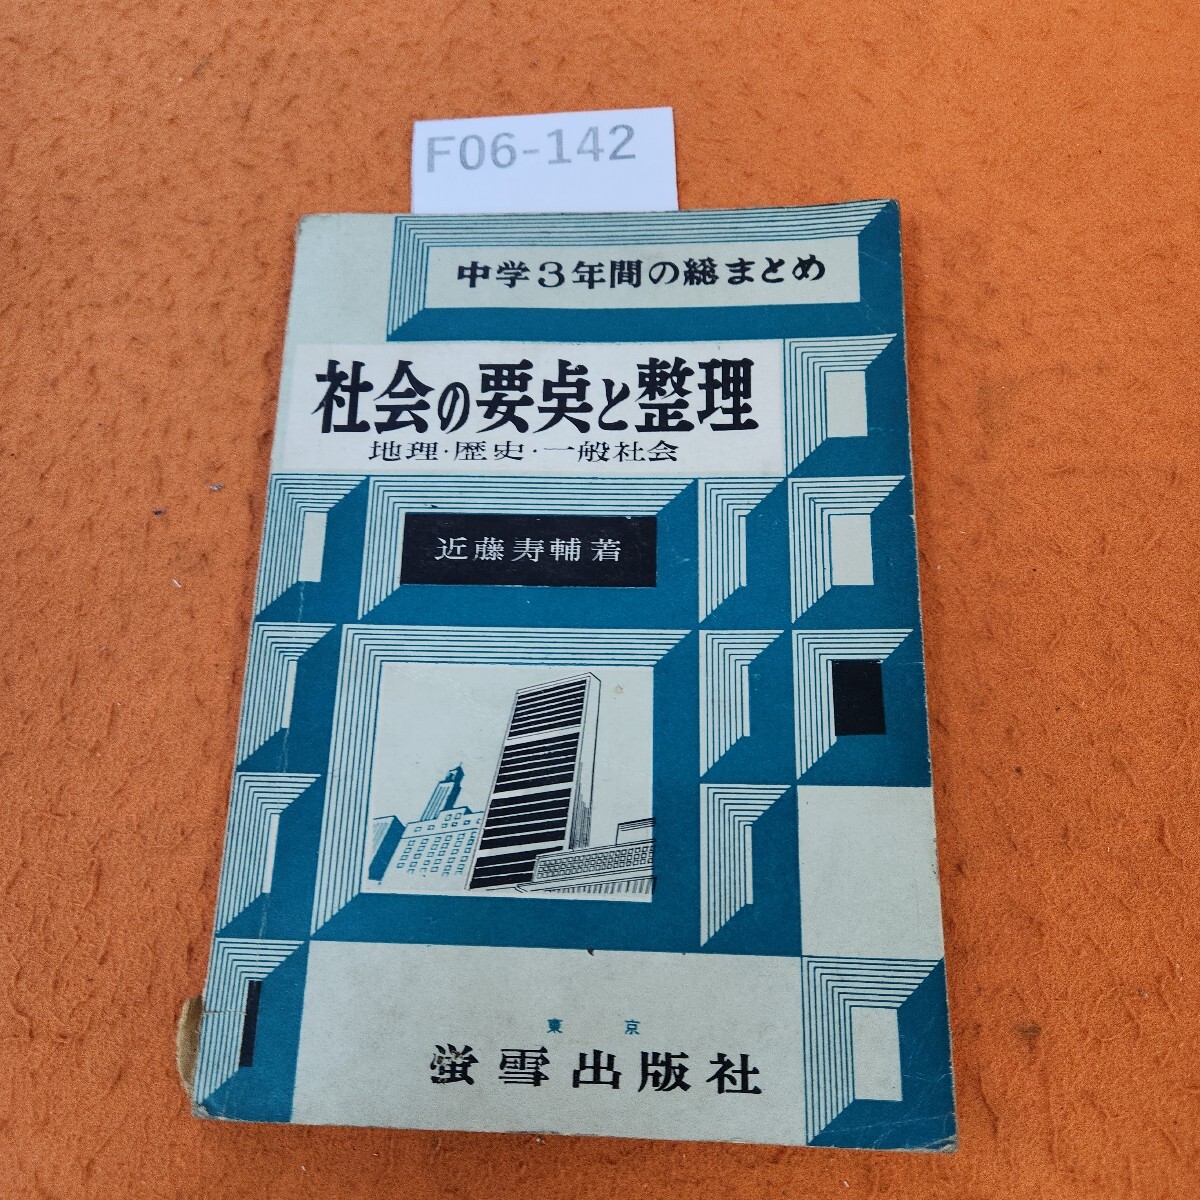 F06-142
中学3年間の総まとめ
社会の要点と整理
地理・歴史・一般社会
近藤寿輔著
東京
蛍雪出版社